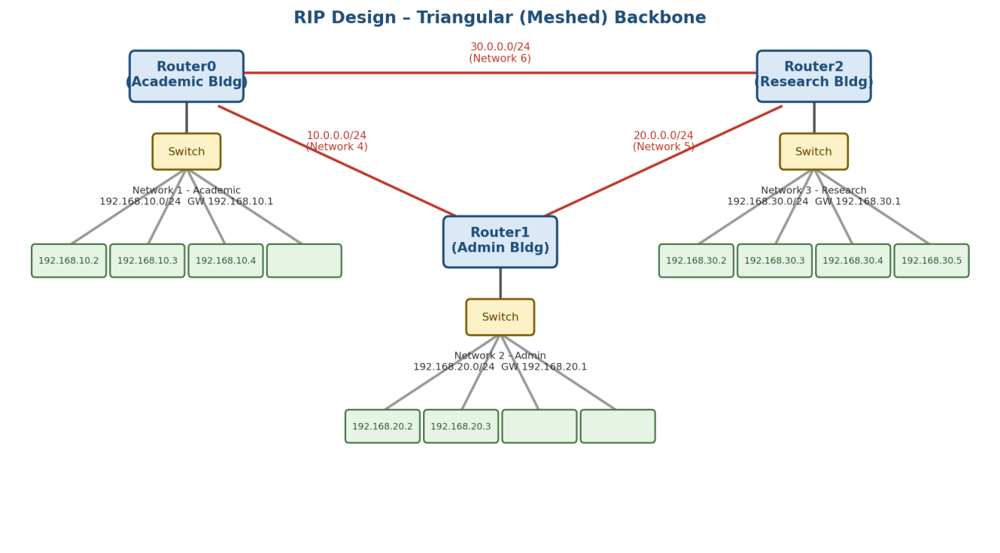 RIP Design – Triangular (Meshed) Backbone
30.0.0.0/24
(Network 6)
Router0
(Academic Bldg)
Router2
(Research Bldg)
10.0.0.0/24
(Network 4)
20.0.0.0/24
(Network 5)
Switch
Switch
Network 1 - Academic
192.168.10.0/24  GW 192.168.10.1
Network 3 - Research
192.168.30.0/24  GW 192.168.30.1
Router1
(Admin Bldg)
192.168.10.2
192.168.10.3
192.168.10.4
192.168.30.2
192.168.30.3
192.168.30.4
192.168.30.5
Switch
Network 2 - Admin
192.168.20.0/24  GW 192.168.20.1
192.168.20.2
192.168.20.3